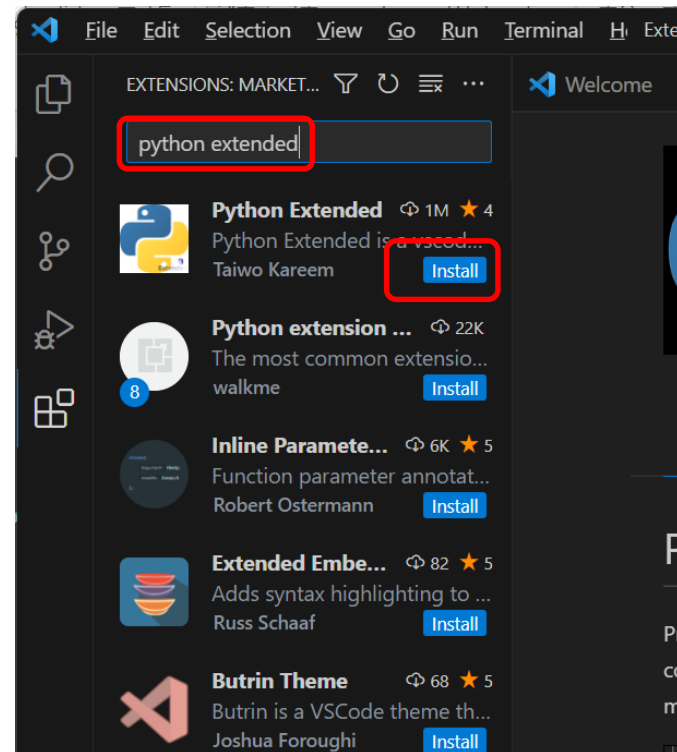 File Edit Selection View Go Run Terminal H Exte
EXTENSIONS: MARKET... ...
Welcome
python extended
Python Extended 1M 4
Python Extended is a vscod...
Taiwo Kareem Install
Python extension ... 22K
The most common extensio...
8
walkme Install
Inline Paramete... 6K 5
Function parameter annotat...
Robert Ostermann Install
Extended Embe... 82 5
Adds syntax highlighting to ...
Russ Schaaf Install
Butrin Theme 68 5
Butrin is a VSCode theme th...
Joshua Foroughi Install